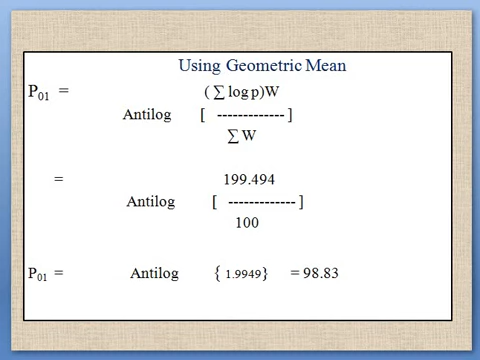 Using Geometric Mean
P01 = ( ∑ log p)W
Antilog [ ------------- ]
∑ W
= 199.494
Antilog [ ------------- ]
100
P01 = Antilog { 1.9949} = 98.83